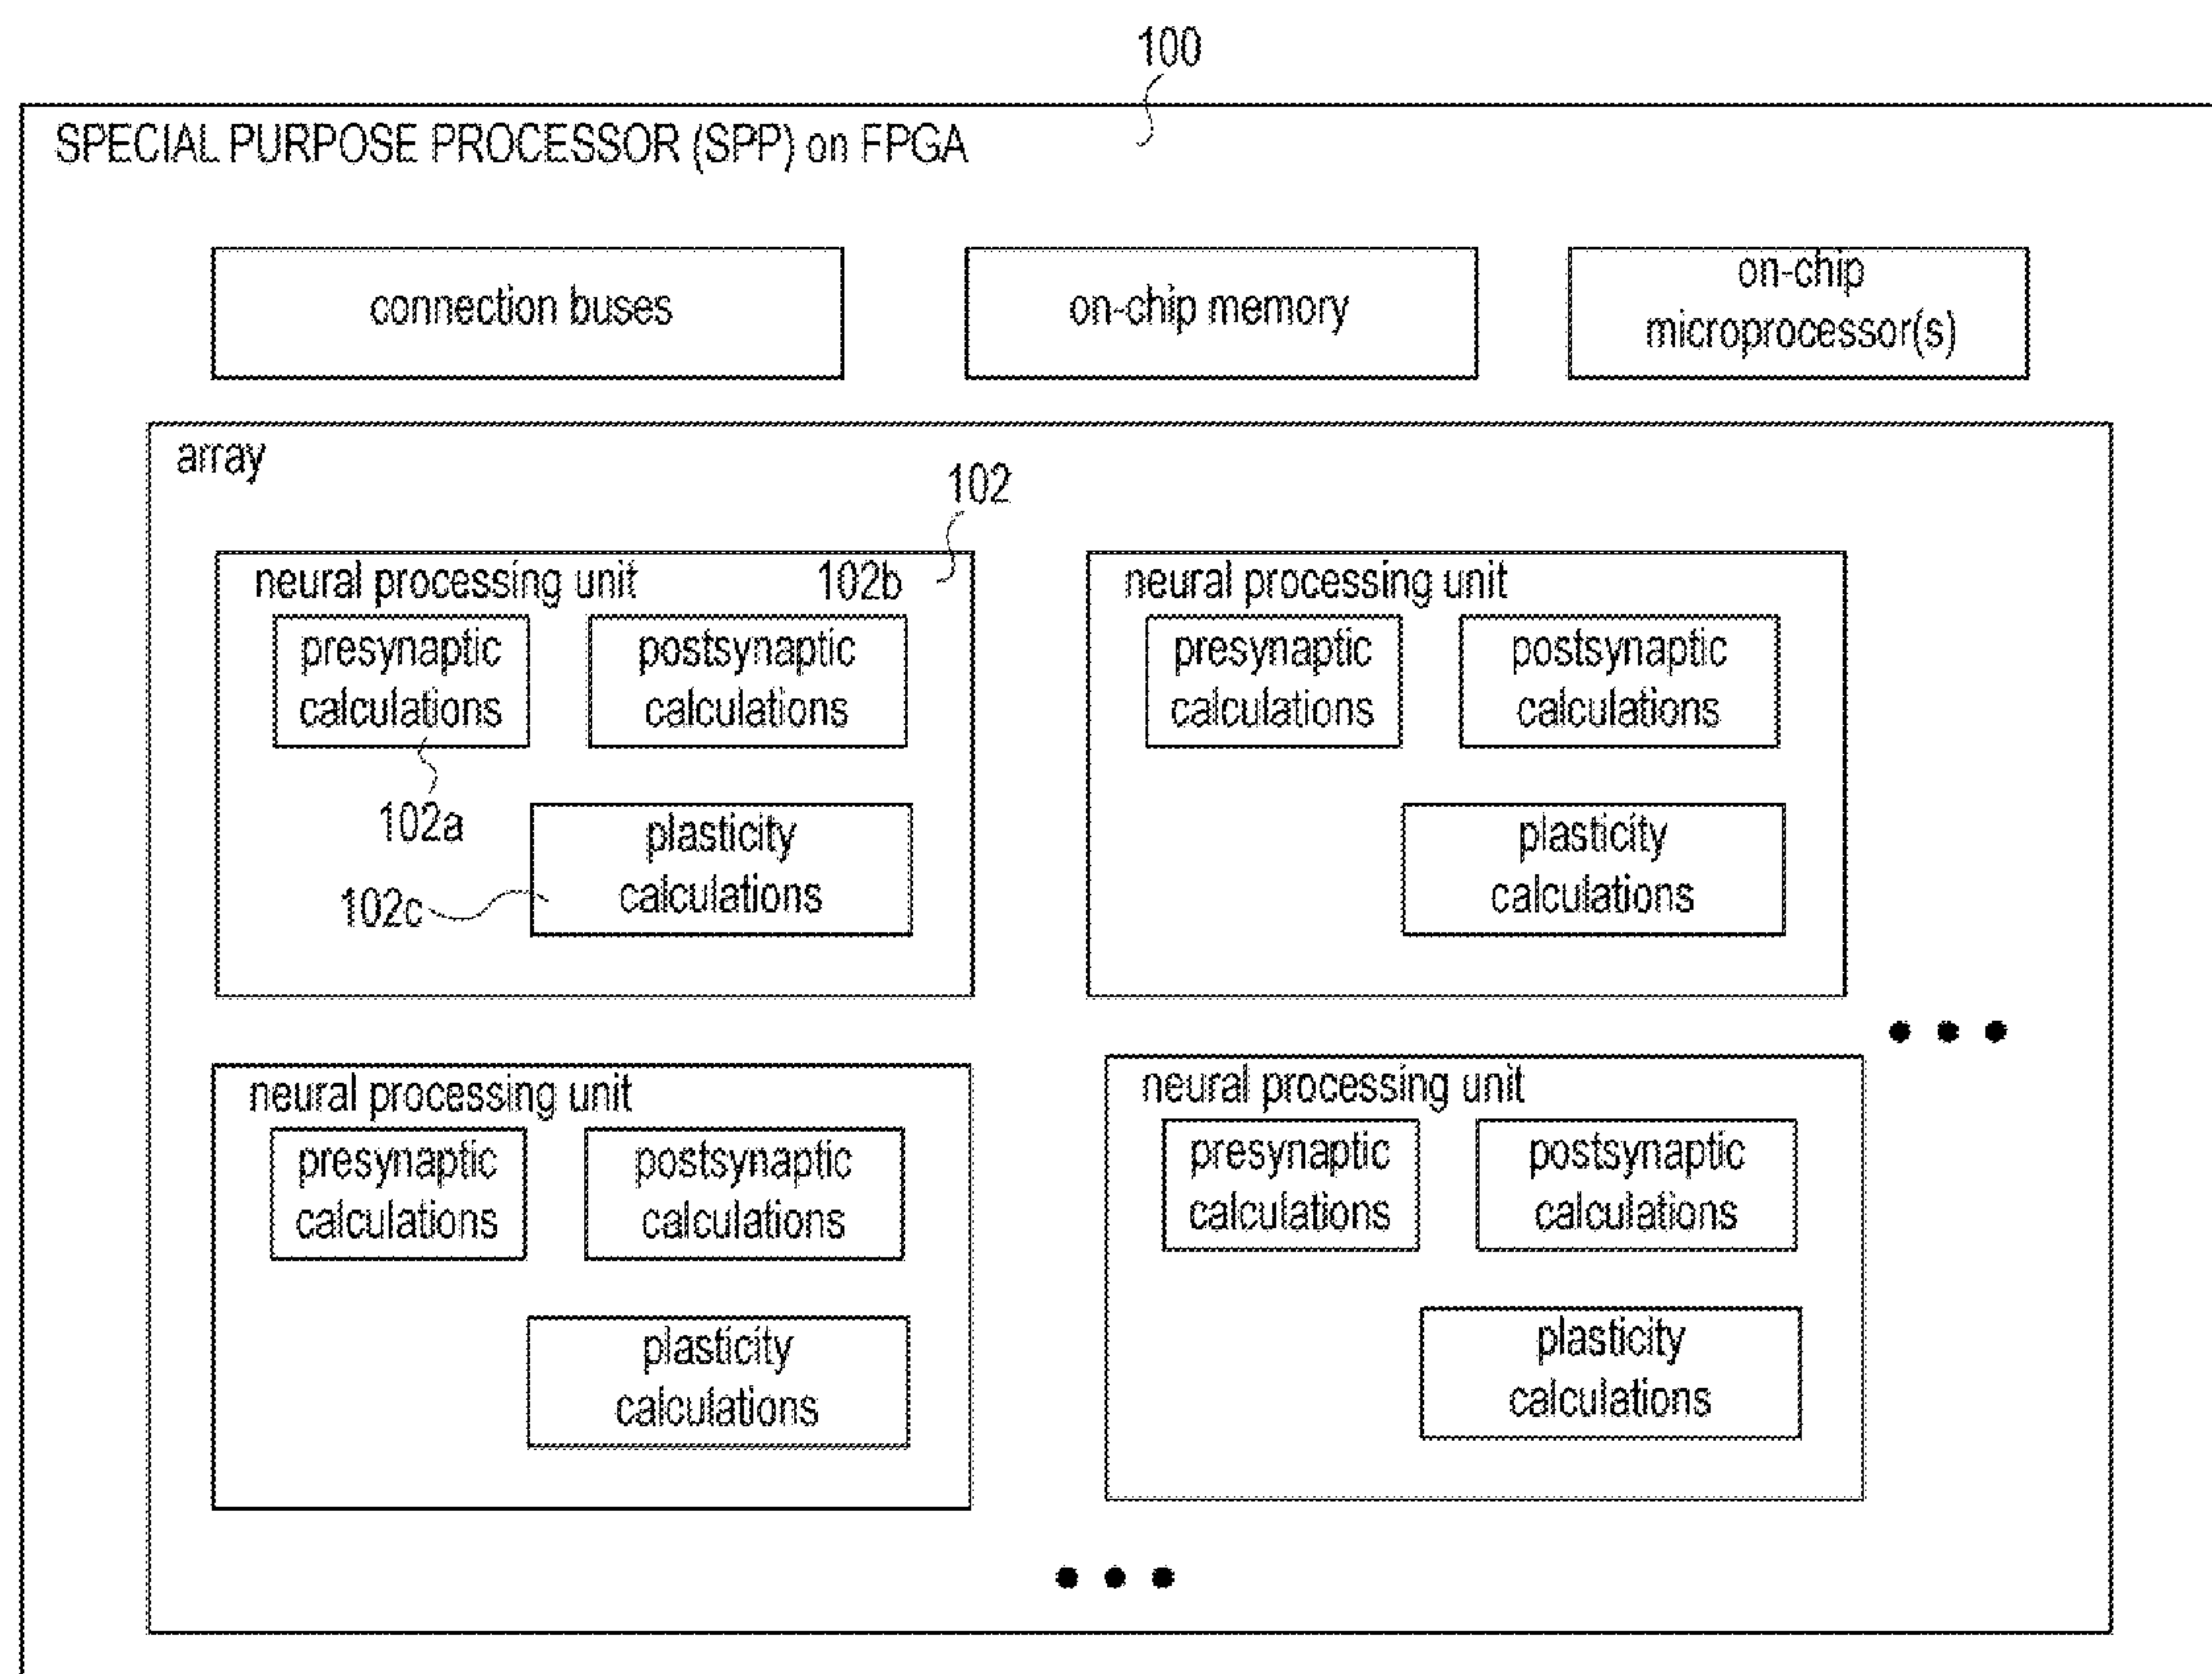 100
SPECIAL PURPOSE PROCESSOR (SPP) on FPGA
connection buses
on-chip memory
on-chip
microprocessor(s)
array
102
neural processing unit
102b
presynaptic
calculations
postsynaptic
calculations
102a
plasticity
calculations
102c
neural processing unit
presynaptic
calculations
postsynaptic
calculations
plasticity
calculations
neural processing unit
presynaptic
calculations
postsynaptic
calculations
plasticity
calculations
neural processing unit
presynaptic
calculations
postsynaptic
calculations
plasticity
calculations